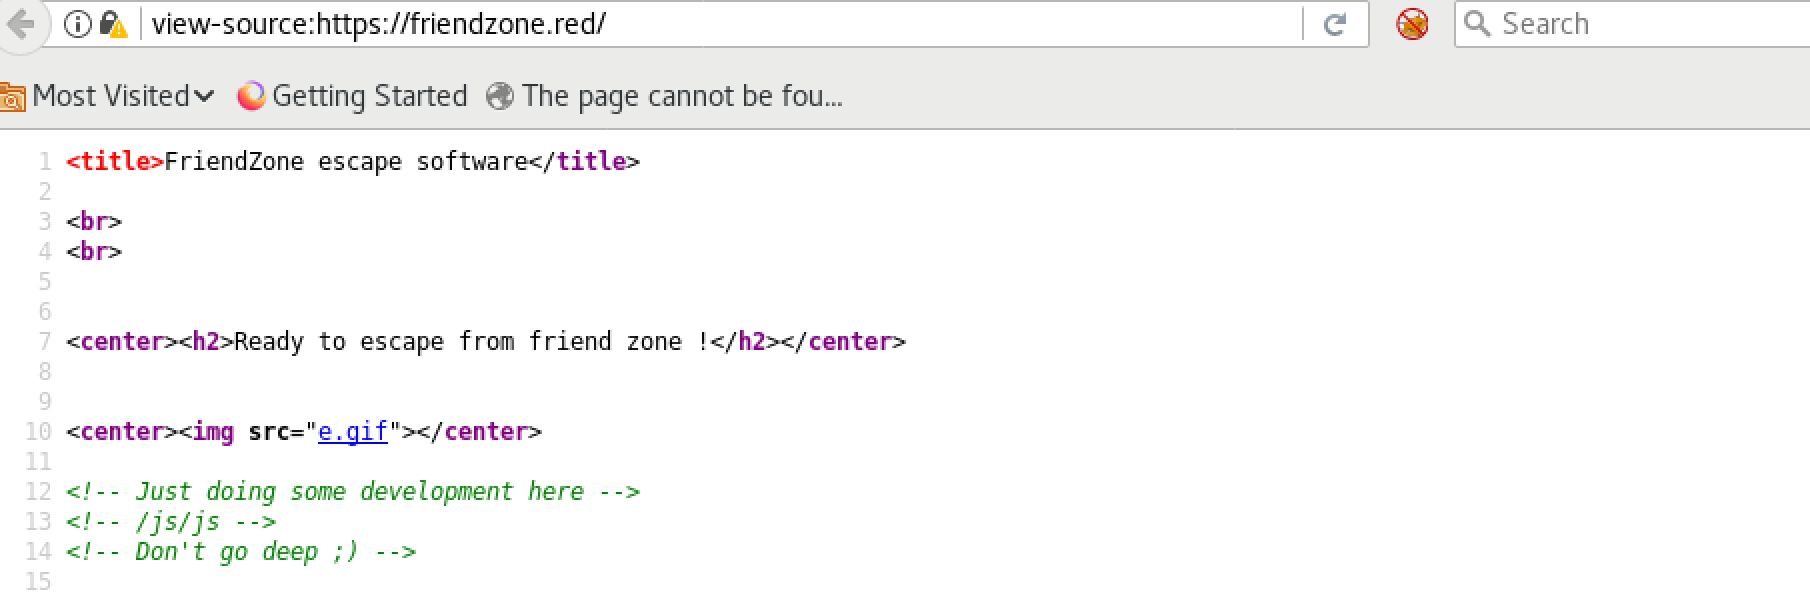 view-source:https://friendzone.red/
Search
Most Visited Getting Started The page cannot be fou...
1 <title>FriendZone escape software</title>
2
3 <br>
4 <br>
5
6
7 <center><h2>Ready to escape from friend zone !</h2></center>
8
9
10 <center><img src="e.gif"></center>
11
12 <!-- Just doing some development here -->
13 <!-- /js/js -->
14 <!-- Don't go deep ;) -->
15